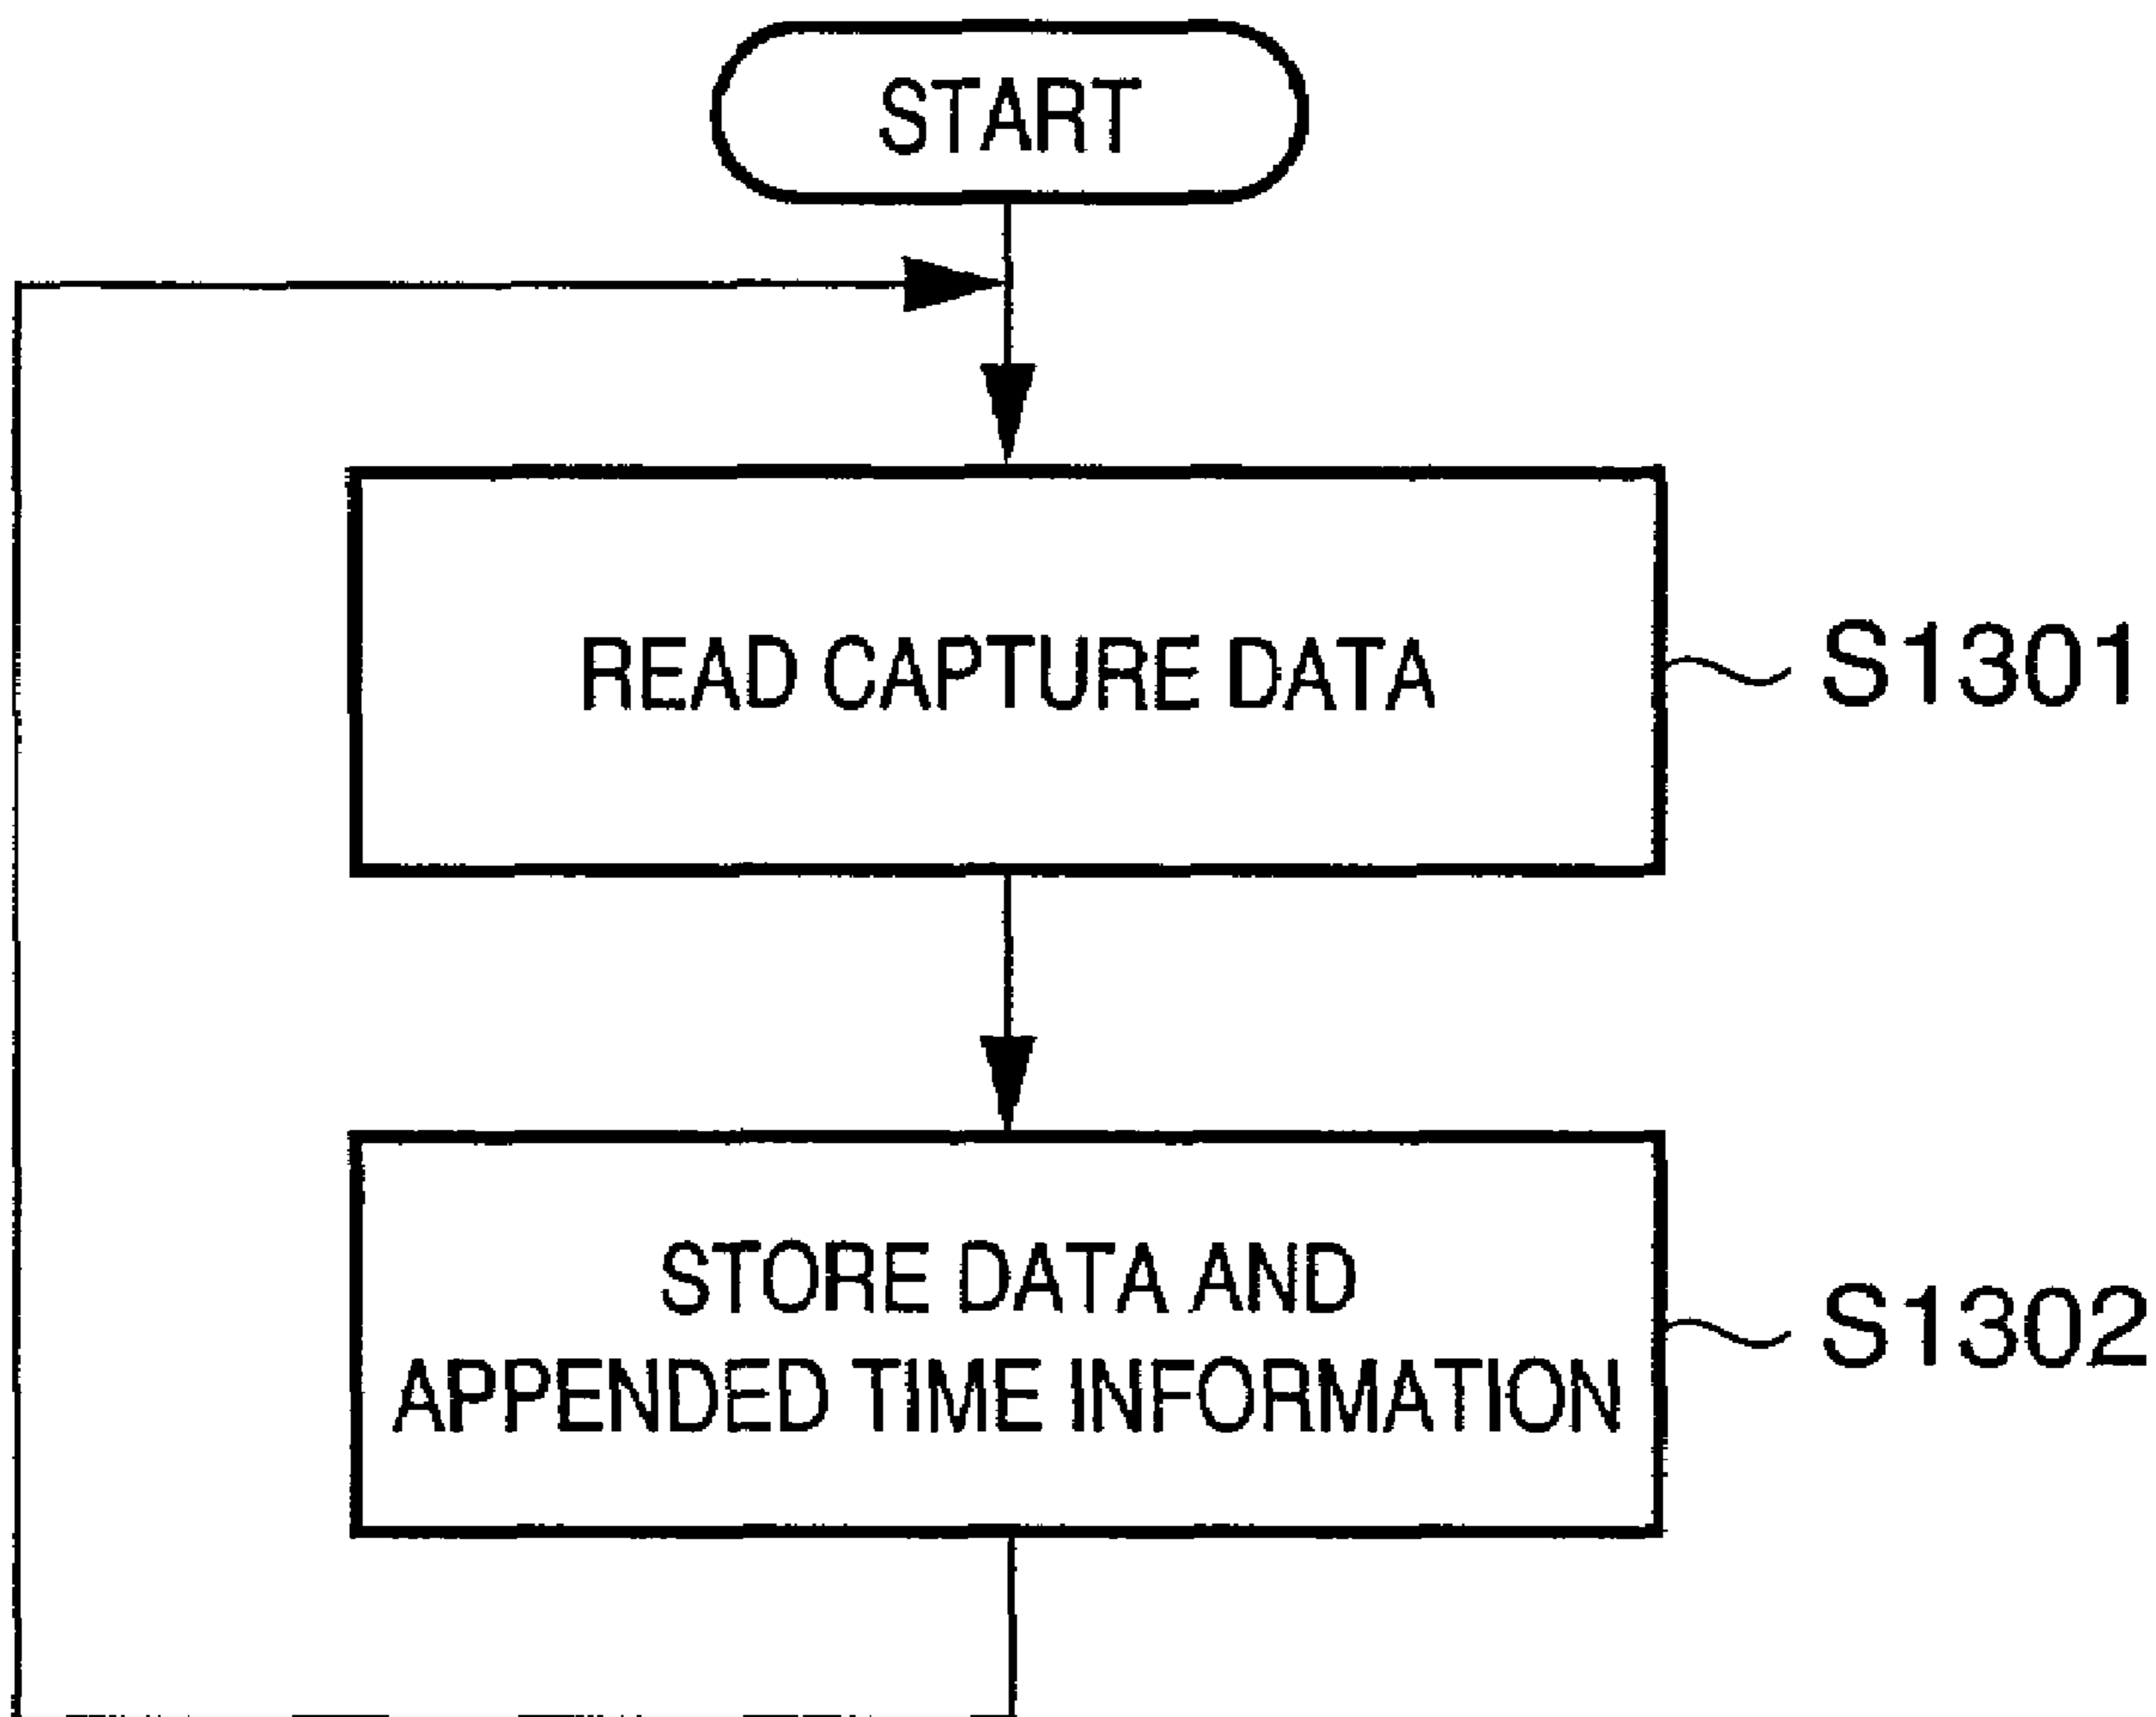 START
READ CAPTURE DATA
S1301
STORE DATA AND
APPENDED TIME INFORMATION
S1302